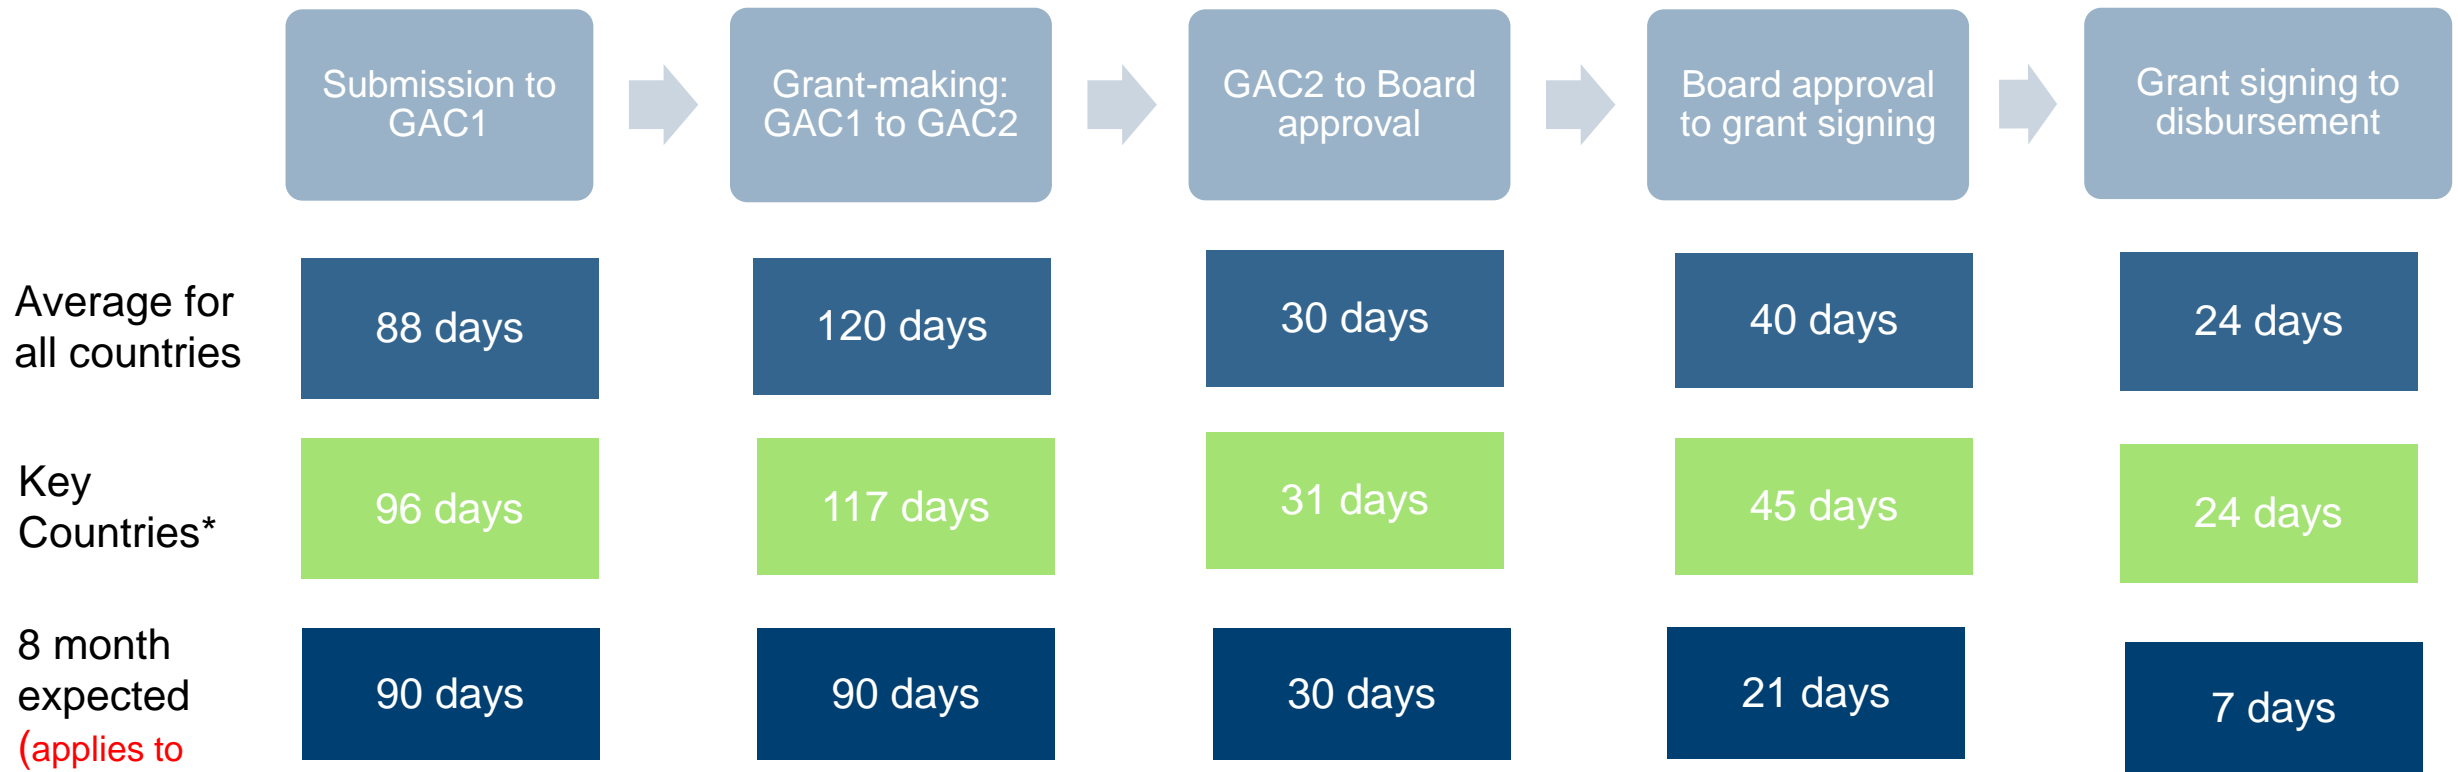 Submission to
GAC1
Grant-making:
GAC1 to GAC2
GAC2 to Board
approval
Board approval
to grant signing
Grant signing to
disbursement
Average for
all countries
88 days
120 days
30 days
40 days
24 days
Key
Countries*
96 days
117 days
31 days
45 days
24 days
8 month
expected
(applies to
90 days
90 days
30 days
21 days
7 days